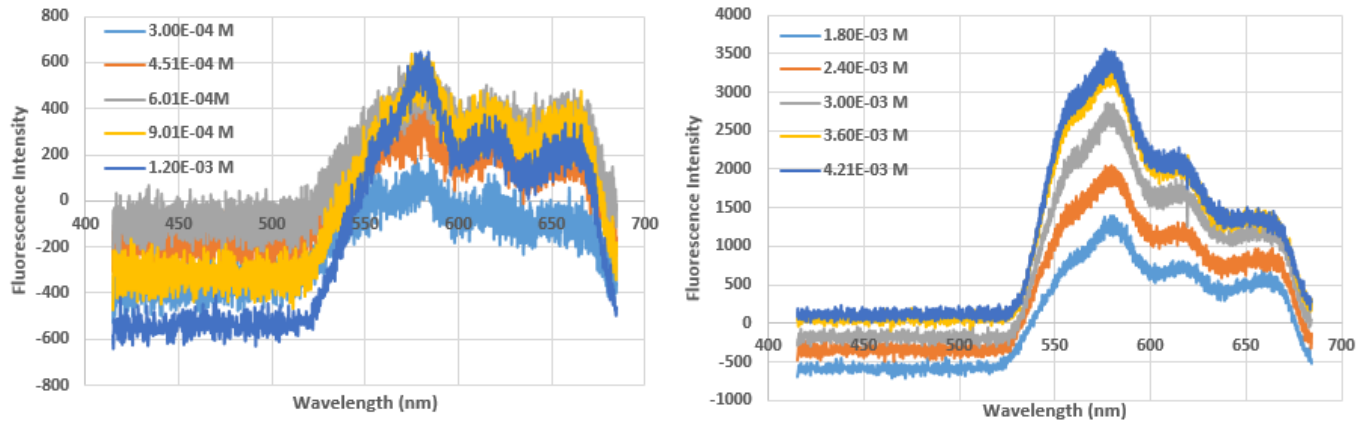 800
600
400
200
0
-200
-400
-600
-800
Fluorescence Intensity
3.00E-04 M
4.51E-04 M
6.01E-04M
9.01E-04 M
1.20E-03 M
400 450 500 550 600 650 700
Wavelength (nm)
4000
3500
3000
2500
2000
1500
1000
500
0
-500
-1000
Fluorescence Intensity
1.80E-03 M
2.40E-03 M
3.00E-03 M
3.60E-03 M
4.21E-03 M
400 450 500 550 600 650 700
Wavelength (nm)